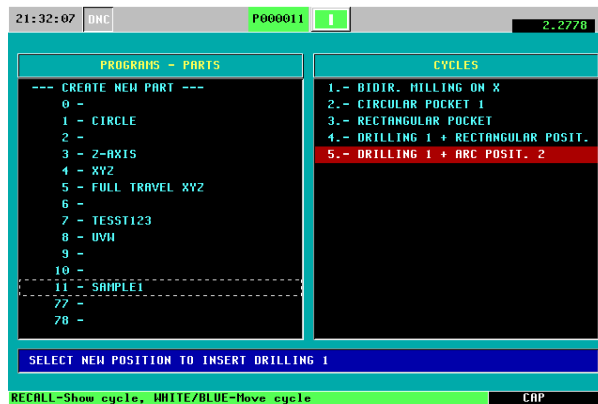 21:32:07 DNC P000011 I 2.2778
PROGRAMS - PARTS
--- CREATE NEW PART ---
0 -
1 - CIRCLE
2 -
3 - Z-AXIS
4 - XYZ
5 - FULL TRAVEL XYZ
6 -
7 - TESST123
8 - UVW
9 -
10 -
11 - SAMPLE1
77 -
78 -
CYCLES
1.- BIDIR. MILLING ON X
2.- CIRCULAR POCKET 1
3.- RECTANGULAR POCKET
4.- DRILLING 1 + RECTANGULAR POSIT.
5.- DRILLING 1 + ARC POSIT. 2
SELECT NEW POSITION TO INSERT DRILLING 1
RECALL-Show cycle, WHITE/BLUE-Move cycle CAP